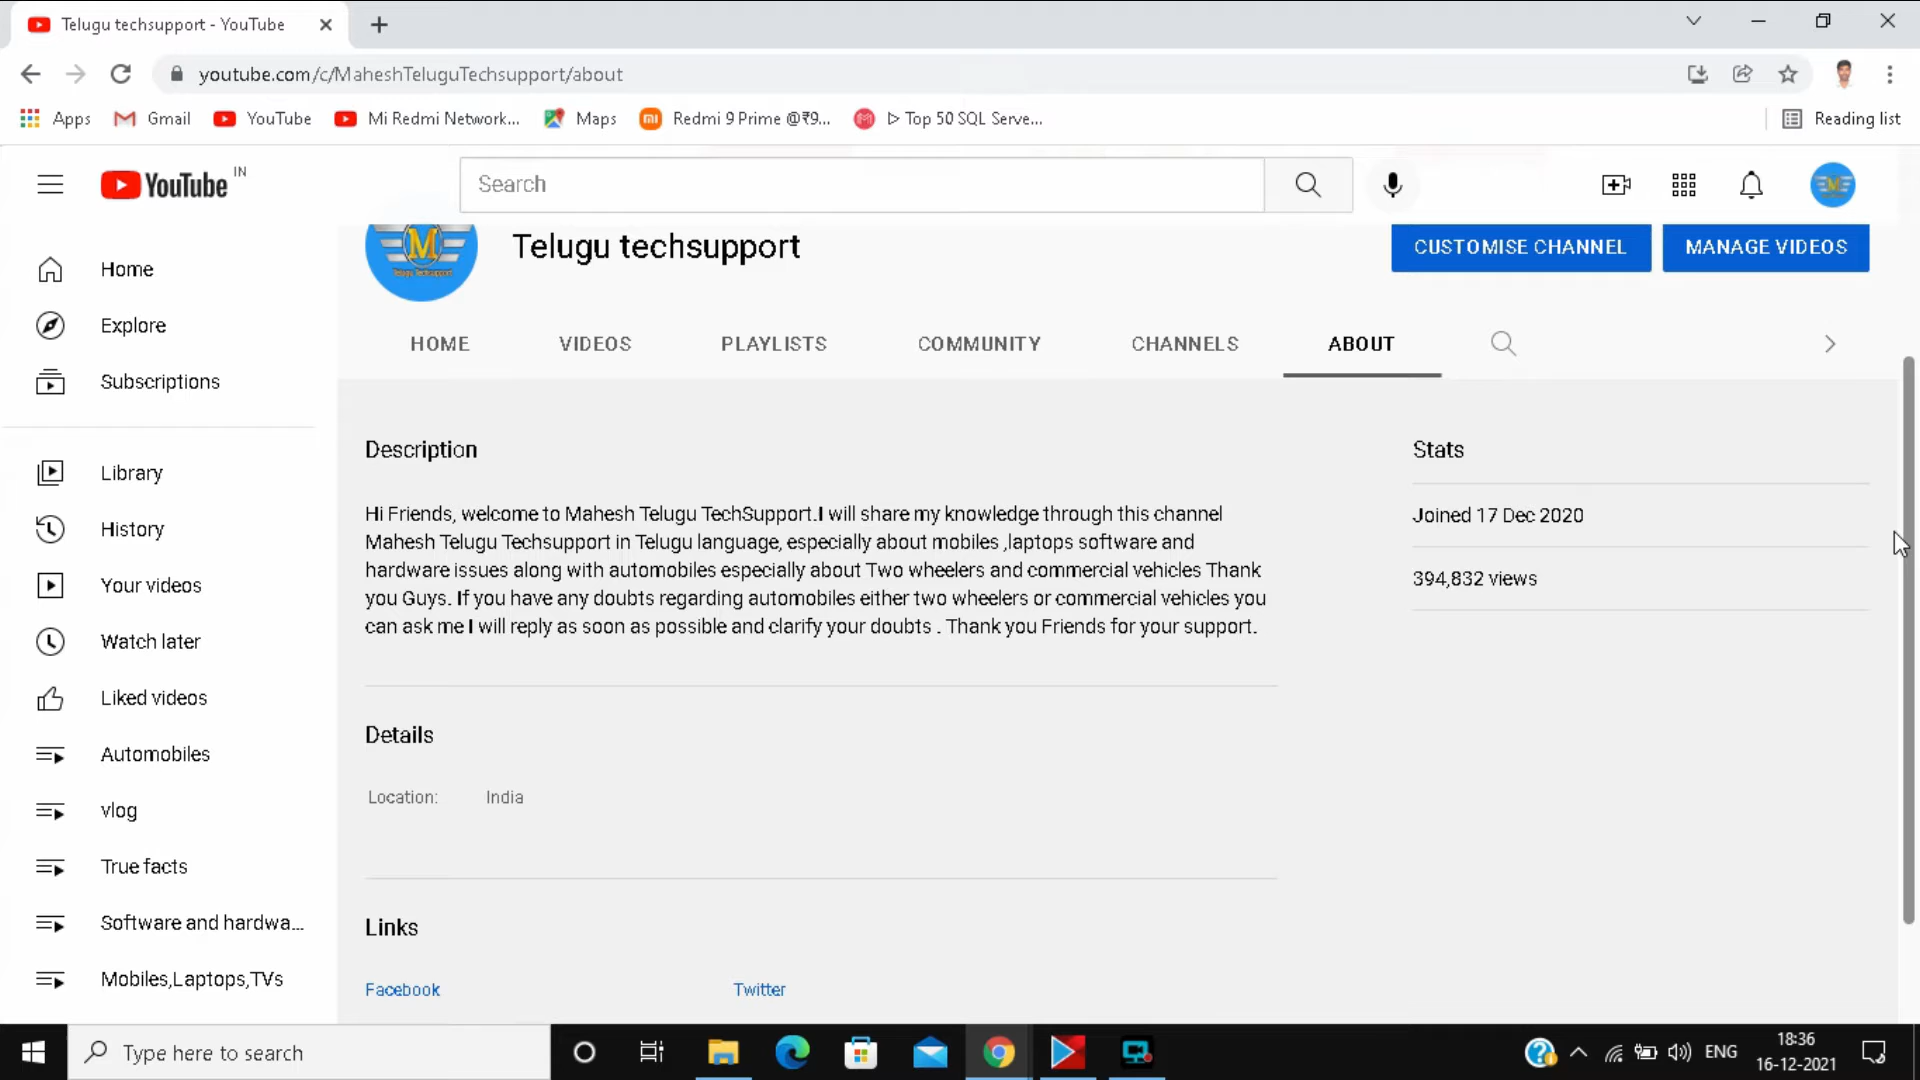 Telugu techsupport - YouTube
youtube.com/c/MaheshTeluguTechsupport/about
Apps Gmail YouTube Mi Redmi Network... Maps Redmi 9 Prime @₹9... ▷ Top 50 SQL Serve... Reading list
YouTube IN
Search
Telugu techsupport
CUSTOMISE CHANNEL MANAGE VIDEOS
HOME VIDEOS PLAYLISTS COMMUNITY CHANNELS ABOUT
Home
Explore
Subscriptions
Library
History
Your videos
Watch later
Liked videos
Automobiles
vlog
True facts
Software and hardwa...
Mobiles,Laptops,TVs
Description
Hi Friends, welcome to Mahesh Telugu TechSupport.I will share my knowledge through this channel
Mahesh Telugu Techsupport in Telugu language, especially about mobiles ,laptops software and
hardware issues along with automobiles especially about Two wheelers and commercial vehicles Thank
you Guys. If you have any doubts regarding automobiles either two wheelers or commercial vehicles you
can ask me I will reply as soon as possible and clarify your doubts . Thank you Friends for your support.
Details
Location: India
Links
Facebook Twitter
Stats
Joined 17 Dec 2020
394,832 views
Type here to search
ENG
18:36
16-12-2021